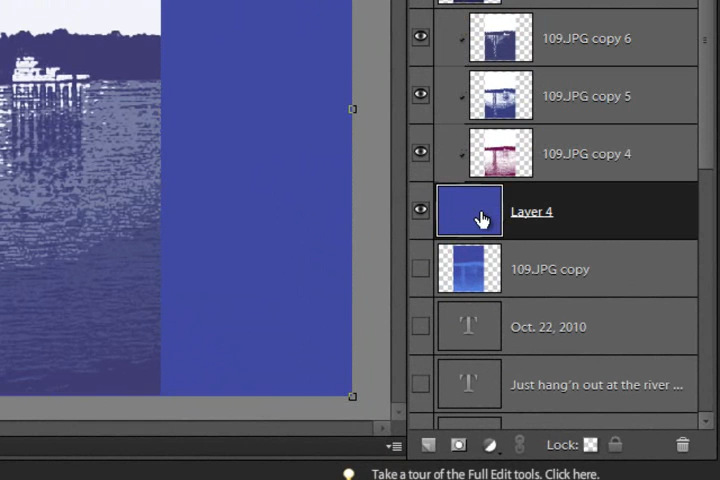 109.JPG copy 6
109.JPG copy 5
109.JPG copy 4
Layer 4
109.JPG copy
T Oct. 22, 2010
T Just hang'n out at the river ...
Lock:
Take a tour of the Full Edit tools. Click here.